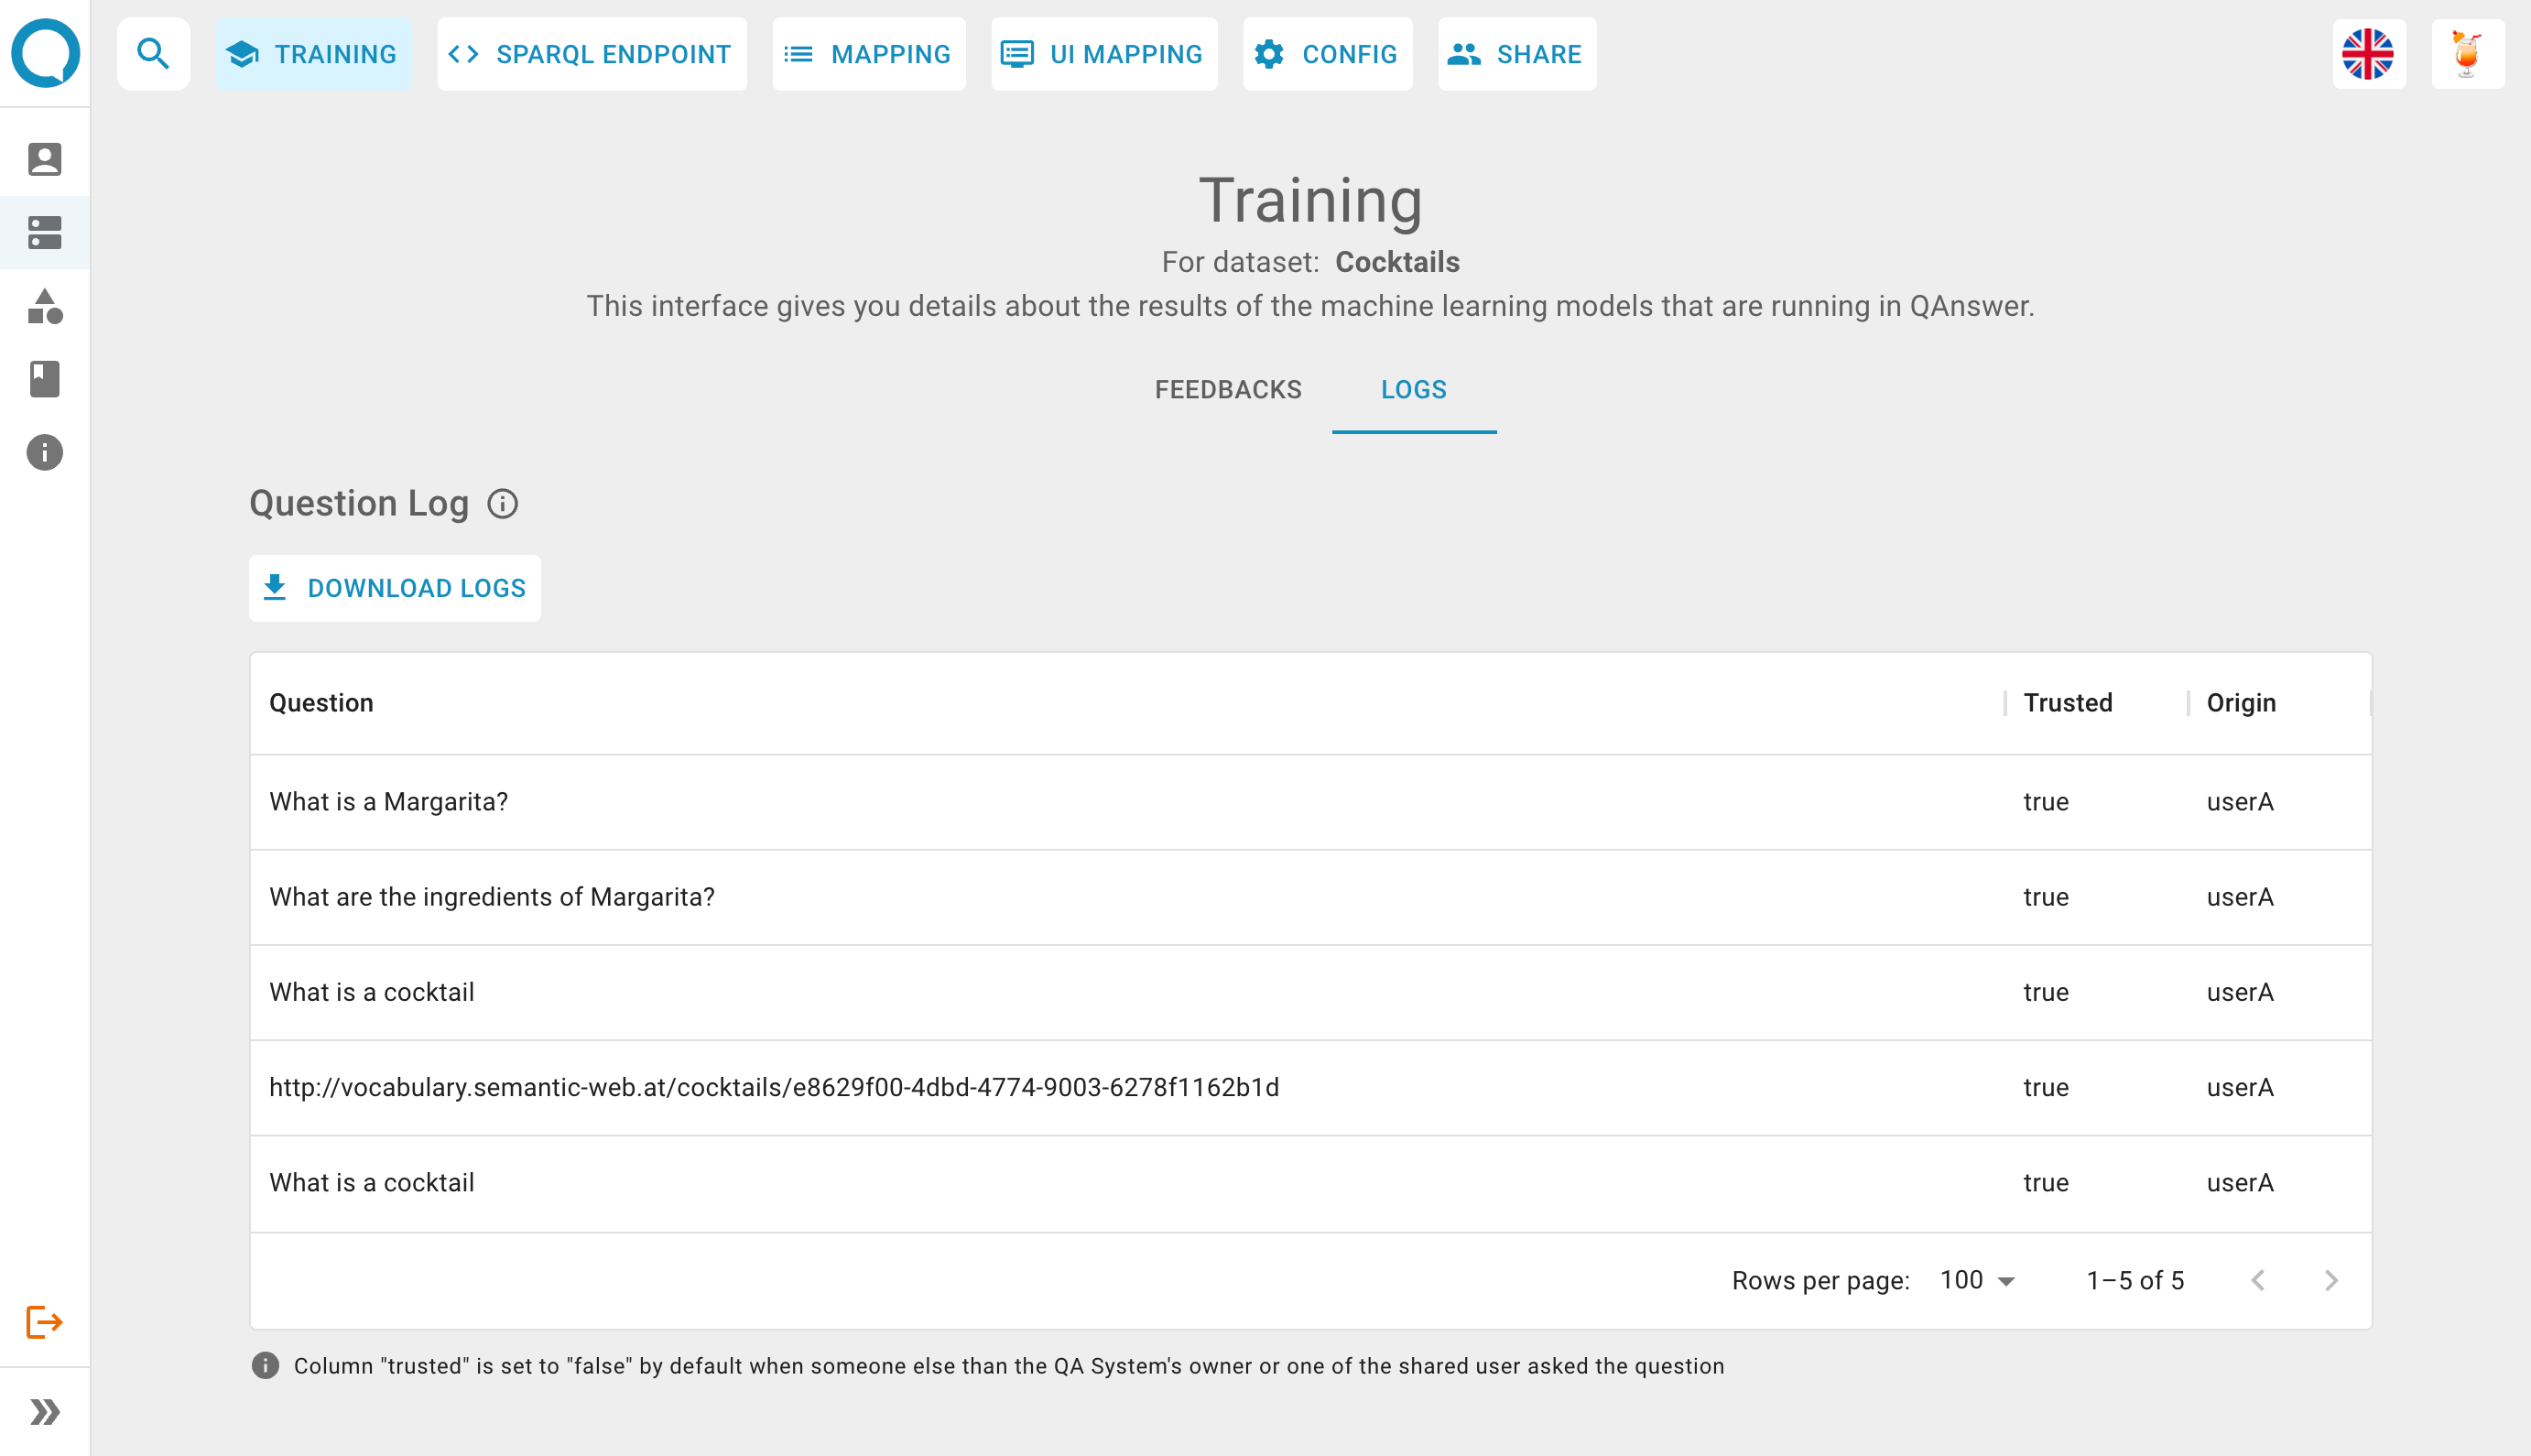 TRAINING
SPARQL ENDPOINT
MAPPING
UI MAPPING
CONFIG
SHARE
Training
For dataset: Cocktails
This interface gives you details about the results of the machine learning models that are running in QAnswer.
FEEDBACKS
LOGS
Question Log
DOWNLOAD LOGS
Question Trusted Origin
What is a Margarita? true userA
What are the ingredients of Margarita? true userA
What is a cocktail true userA
http://vocabulary.semantic-web.at/cocktails/e8629f00-4dbd-4774-9003-6278f1162b1d true userA
What is a cocktail true userA
Rows per page: 100 1–5 of 5
Column "trusted" is set to "false" by default when someone else than the QA System's owner or one of the shared user asked the question